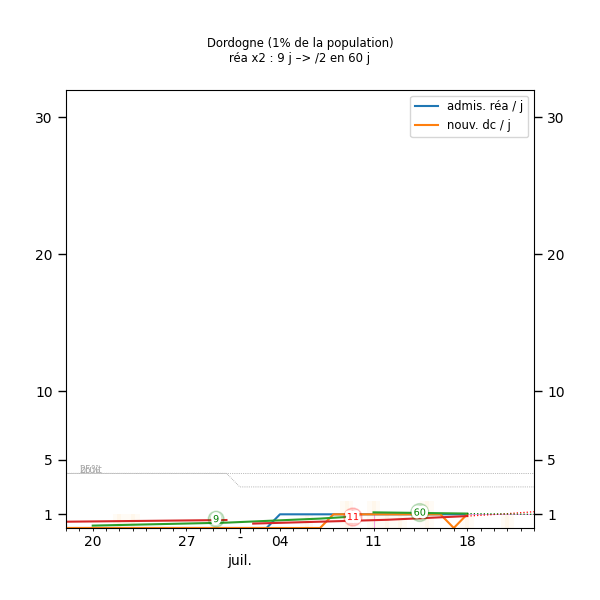 Dordogne (1% de la population)
réa x2 : 9 j –> /2 en 60 j
admis. réa / j
nouv. dc / j
30 30
20 20
10 10
5 5
1 1
9 11 60
20 27 - 04 11 18
juil.